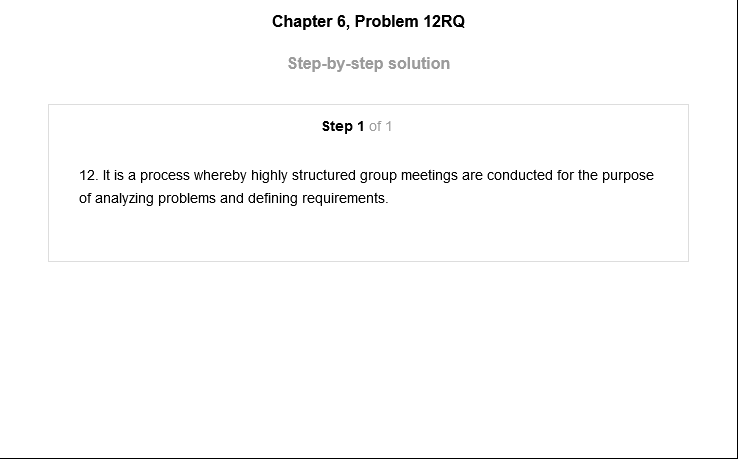 Chapter 6, Problem 12RQ
Step-by-step solution
Step 1 of 1
12. It is a process whereby highly structured group meetings are conducted for the purpose
of analyzing problems and defining requirements.